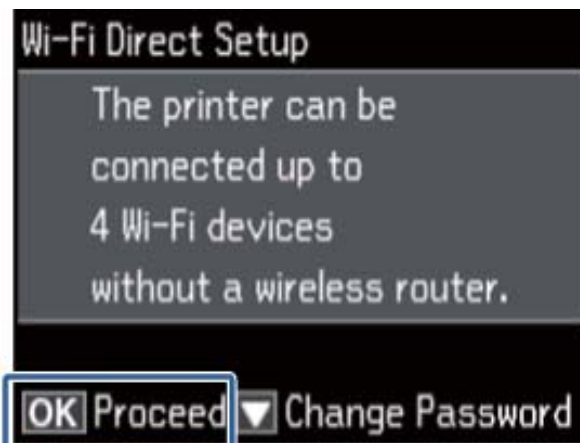 Wi-Fi Direct Setup
The printer can be
connected up to
4 Wi-Fi devices
without a wireless router.
OK Proceed ▼ Change Password